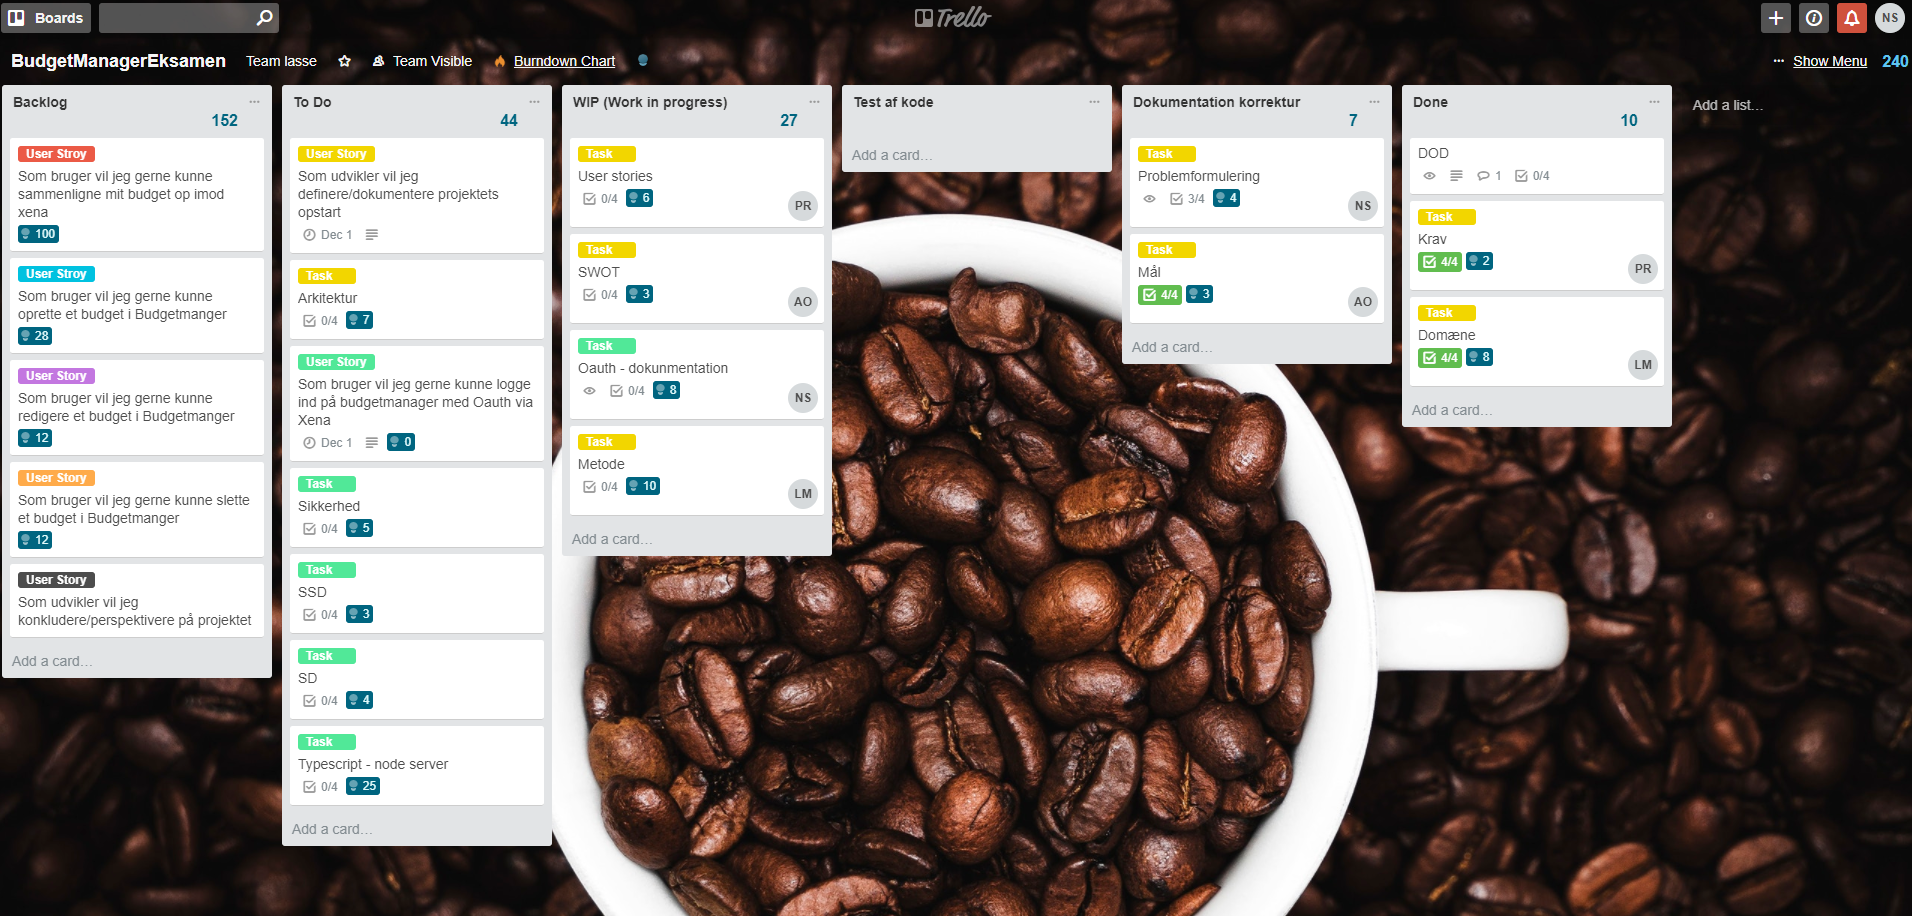 Boards
Trello
NS
BudgetManagerEksamen
Team lasse
Team Visible
Burndown Chart
Show Menu
240
Backlog
152
User Stroy
Som bruger vil jeg gerne kunne
sammenligne mit budget op imod
xena
100
User Stroy
Som bruger vil jeg gerne kunne
oprette et budget i Budgetmanger
28
User Stroy
Som bruger vil jeg gerne kunne
redigere et budget i Budgetmanger
12
User Story
Som bruger vil jeg gerne kunne slette
et budget i Budgetmanger
12
User Story
Som udvikler vil jeg
konkludere/perspektivere på projektet
Add a card...
To Do
44
User Story
Som udvikler vil jeg
definere/dokumentere projektets
opstart
Dec 1
Task
Arkitektur
0/4 7
User Story
Som bruger vil jeg gerne kunne logge
ind på budgetmanager med Oauth via
Xena
Dec 1 0
Task
Sikkerhed
0/4 5
Task
SSD
0/4 3
Task
SD
0/4 4
Task
Typescript - node server
0/4 25
Add a card...
WIP (Work in progress)
27
Task
User stories
0/4 6
PR
Task
SWOT
0/4 3
AO
Task
Oauth - dokunmentation
0/4 8
NS
Task
Metode
0/4 10
LM
Add a card...
Test af kode
Add a card...
Dokumentation korrektur
7
Task
Problemformulering
3/4 4
NS
Task
Mål
4/4 3
AO
Add a card...
Done
10
DOD
1 0/4
Task
Krav
4/4 2
PR
Task
Domæne
4/4 8
LM
Add a card...
Add a list...